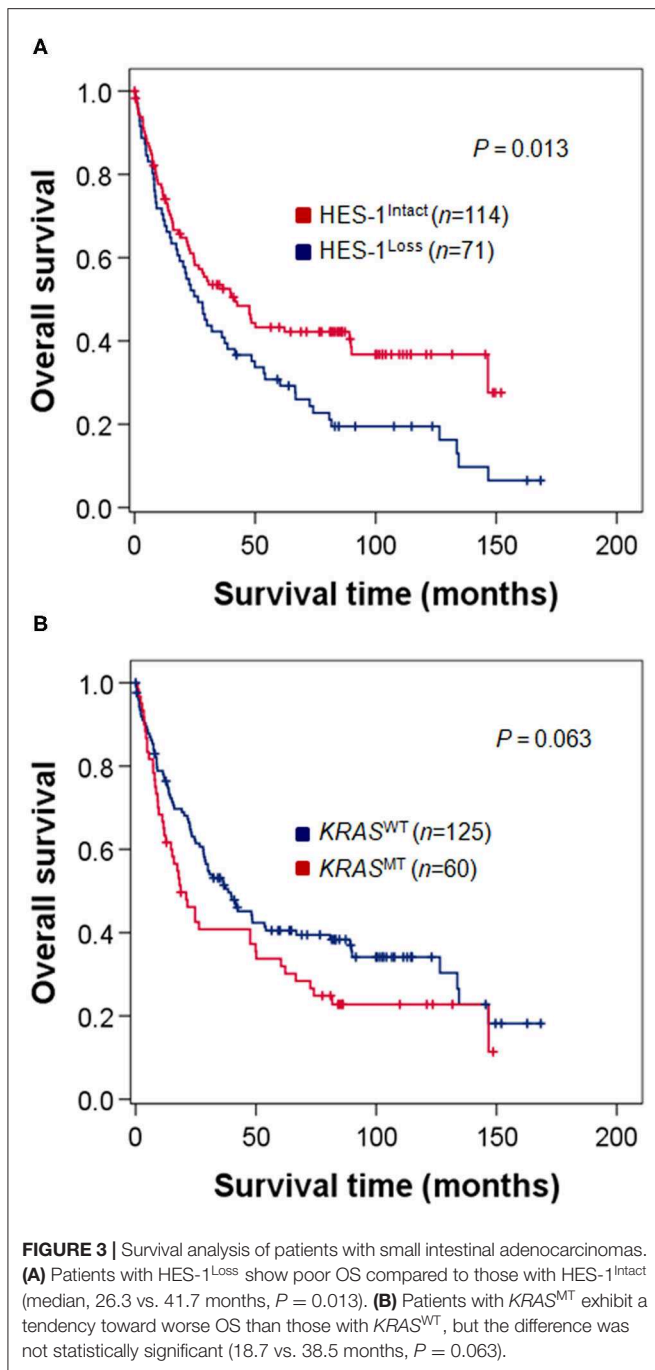 A
1.0
0.8
0.6
0.4
0.2
0.0
Overall survival
P = 0.013
HES-1Intact (n=114)
HES-1Loss (n=71)
0 50 100 150 200
Survival time (months)
B
1.0
0.8
0.6
0.4
0.2
0.0
Overall survival
P = 0.063
KRASWT (n=125)
KRASMT (n=60)
0 50 100 150 200
Survival time (months)
FIGURE 3 | Survival analysis of patients with small intestinal adenocarcinomas.
(A) Patients with HES-1Loss show poor OS compared to those with HES-1Intact
(median, 26.3 vs. 41.7 months, P = 0.013). (B) Patients with KRASMT exhibit a
tendency toward worse OS than those with KRASWT, but the difference was
not statistically significant (18.7 vs. 38.5 months, P = 0.063).